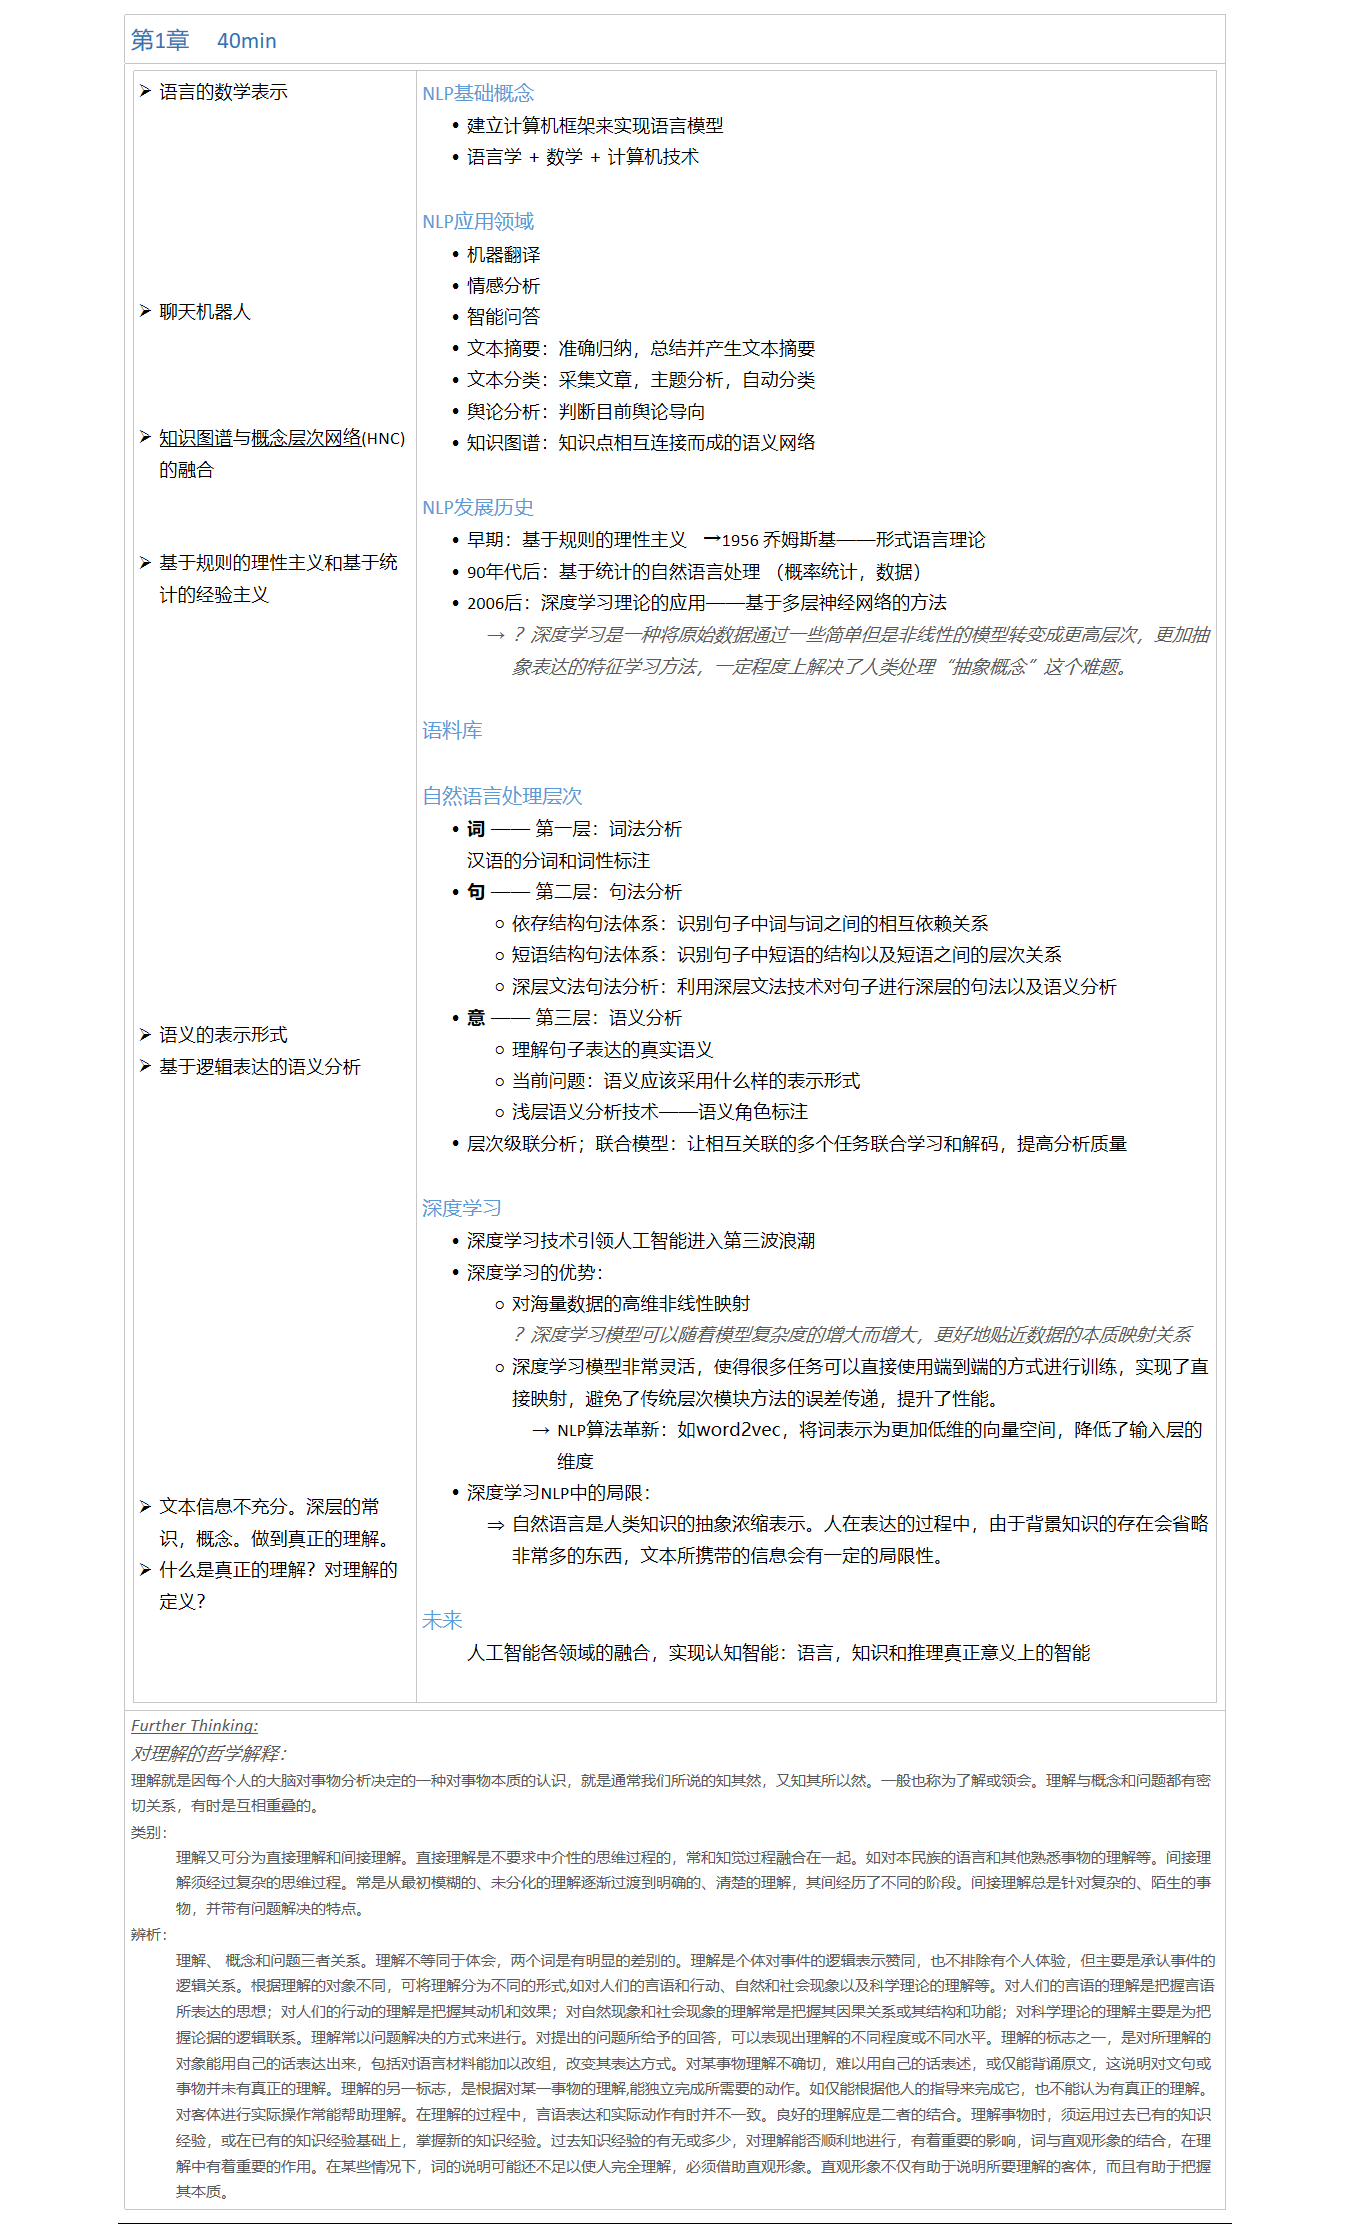 第1章 40min
➢ 语言的数学表示
➢ 聊天机器人
➢ 知识图谱与概念层次网络(HNC)
的融合
➢ 基于规则的理性主义和基于统
计的经验主义
➢ 语义的表示形式
➢ 基于逻辑表达的语义分析
➢ 文本信息不充分。深层的常
识，概念。做到真正的理解。
➢ 什么是真正的理解？对理解的
定义？
NLP基础概念
• 建立计算机框架来实现语言模型
• 语言学 + 数学 + 计算机技术
NLP应用领域
• 机器翻译
• 情感分析
• 智能问答
• 文本摘要：准确归纳，总结并产生文本摘要
• 文本分类：采集文章，主题分析，自动分类
• 舆论分析：判断目前舆论导向
• 知识图谱：知识点相互连接而成的语义网络
NLP发展历史
• 早期：基于规则的理性主义 →1956 乔姆斯基——形式语言理论
• 90年代后：基于统计的自然语言处理 （概率统计，数据）
• 2006后：深度学习理论的应用——基于多层神经网络的方法
→ ？深度学习是一种将原始数据通过一些简单但是非线性的模型转变成更高层次，更加抽
象表达的特征学习方法，一定程度上解决了人类处理“抽象概念”这个难题。
语料库
自然语言处理层次
• 词 —— 第一层：词法分析
汉语的分词和词性标注
• 句 —— 第二层：句法分析
○ 依存结构句法体系：识别句子中词与词之间的相互依赖关系
○ 短语结构句法体系：识别句子中短语的结构以及短语之间的层次关系
○ 深层文法句法分析：利用深层文法技术对句子进行深层的句法以及语义分析
• 意 —— 第三层：语义分析
○ 理解句子表达的真实语义
○ 当前问题：语义应该采用什么样的表示形式
○ 浅层语义分析技术——语义角色标注
• 层次级联分析；联合模型：让相互关联的多个任务联合学习和解码，提高分析质量
深度学习
• 深度学习技术引领人工智能进入第三波浪潮
• 深度学习的优势：
○ 对海量数据的高维非线性映射
？深度学习模型可以随着模型复杂度的增大而增大，更好地贴近数据的本质映射关系
○ 深度学习模型非常灵活，使得很多任务可以直接使用端到端的方式进行训练，实现了直
接映射，避免了传统层次模块方法的误差传递，提升了性能。
→ NLP算法革新：如word2vec，将词表示为更加低维的向量空间，降低了输入层的
维度
• 深度学习NLP中的局限：
⇒ 自然语言是人类知识的抽象浓缩表示。人在表达的过程中，由于背景知识的存在会省略
非常多的东西，文本所携带的信息会有一定的局限性。
未来
人工智能各领域的融合，实现认知智能：语言，知识和推理真正意义上的智能
Further Thinking:
对理解的哲学解释：
理解就是因每个人的大脑对事物分析决定的一种对事物本质的认识，就是通常我们所说的知其然，又知其所以然。一般也称为了解或领会。理解与概念和问题都有密
切关系，有时是互相重叠的。
类别：
理解又可分为直接理解和间接理解。直接理解是不要求中介性的思维过程的，常和知觉过程融合在一起。如对本民族的语言和其他熟悉事物的理解等。间接理
解须经过复杂的思维过程。常是从最初模糊的、未分化的理解逐渐过渡到明确的、清楚的理解，其间经历了不同的阶段。间接理解总是针对复杂的、陌生的事
物，并带有问题解决的特点。
辨析：
理解、 概念和问题三者关系。理解不等同于体会，两个词是有明显的差别的。理解是个体对事件的逻辑表示赞同，也不排除有个人体验，但主要是承认事件的
逻辑关系。根据理解的对象不同，可将理解分为不同的形式,如对人们的言语和行动、自然和社会现象以及科学理论的理解等。对人们的言语的理解是把握言语
所表达的思想；对人们的行动的理解是把握其动机和效果；对自然现象和社会现象的理解常是把握其因果关系或其结构和功能；对科学理论的理解主要是为把
握论据的逻辑联系。理解常以问题解决的方式来进行。对提出的问题所给予的回答，可以表现出理解的不同程度或不同水平。理解的标志之一，是对所理解的
对象能用自己的话表达出来，包括对语言材料能加以改组，改变其表达方式。对某事物理解不确切，难以用自己的话表述，或仅能背诵原文，这说明对文句或
事物并未有真正的理解。理解的另一标志，是根据对某一事物的理解,能独立完成所需要的动作。如仅能根据他人的指导来完成它，也不能认为有真正的理解。
对客体进行实际操作常能帮助理解。在理解的过程中，言语表达和实际动作有时并不一致。良好的理解应是二者的结合。理解事物时，须运用过去已有的知识
经验，或在已有的知识经验基础上，掌握新的知识经验。过去知识经验的有无或多少，对理解能否顺利地进行，有着重要的影响，词与直观形象的结合，在理
解中有着重要的作用。在某些情况下，词的说明可能还不足以使人完全理解，必须借助直观形象。直观形象不仅有助于说明所要理解的客体，而且有助于把握
其本质。